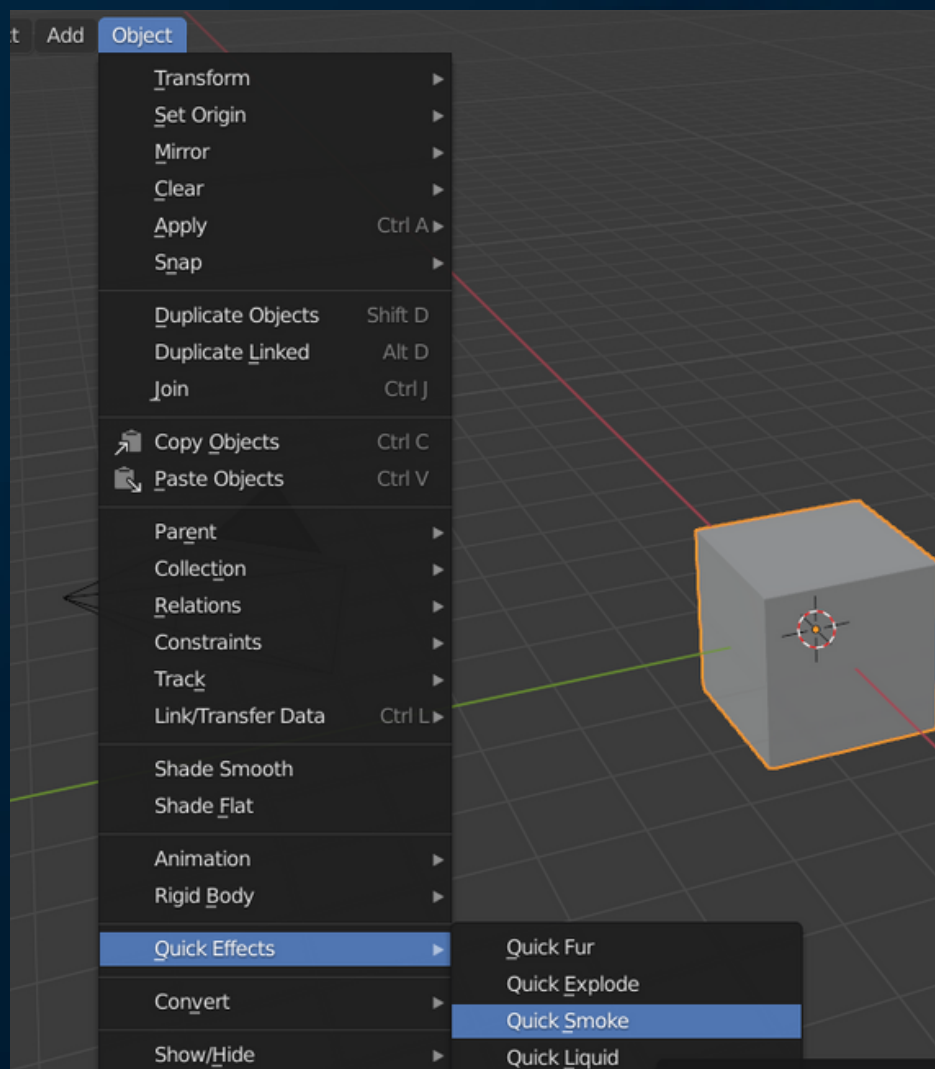 t Add Object
Transform
Set Origin
Mirror
Clear
Apply Ctrl A
Snap
Duplicate Objects Shift D
Duplicate Linked Alt D
Join Ctrl J
Copy Objects Ctrl C
Paste Objects Ctrl V
Parent
Collection
Relations
Constraints
Track
Link/Transfer Data Ctrl L
Shade Smooth
Shade Flat
Animation
Rigid Body
Quick Effects
Quick Fur
Quick Explode
Quick Smoke
Quick Liquid
Convert
Show/Hide